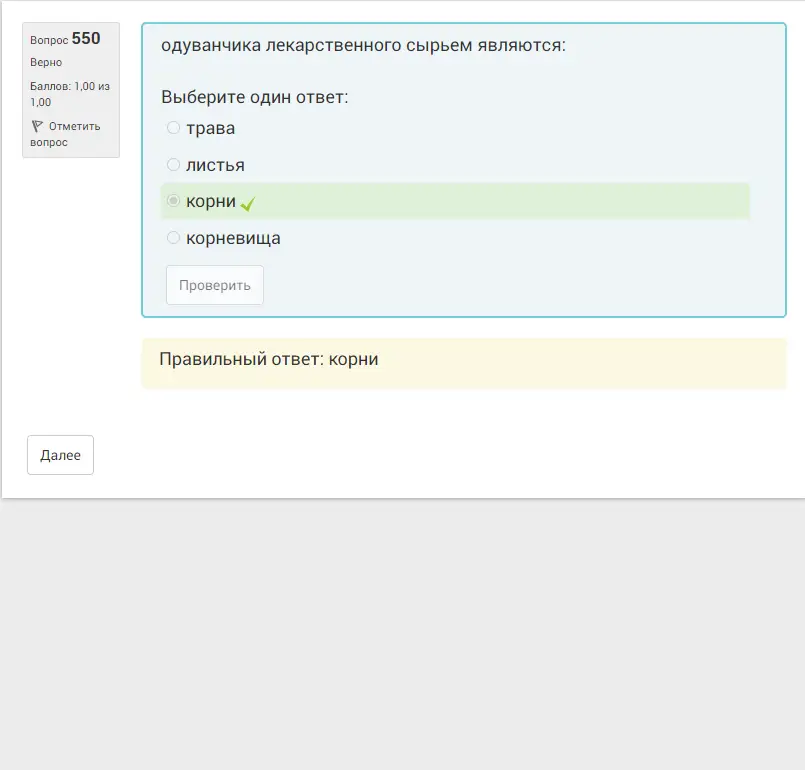 Вопрос 550
Верно
Баллов: 1,00 из
1,00
Отметить
вопрос
одуванчика лекарственного сырьем являются:
Выберите один ответ:
трава
листья
корни
корневища
Проверить
Правильный ответ: корни
Далее